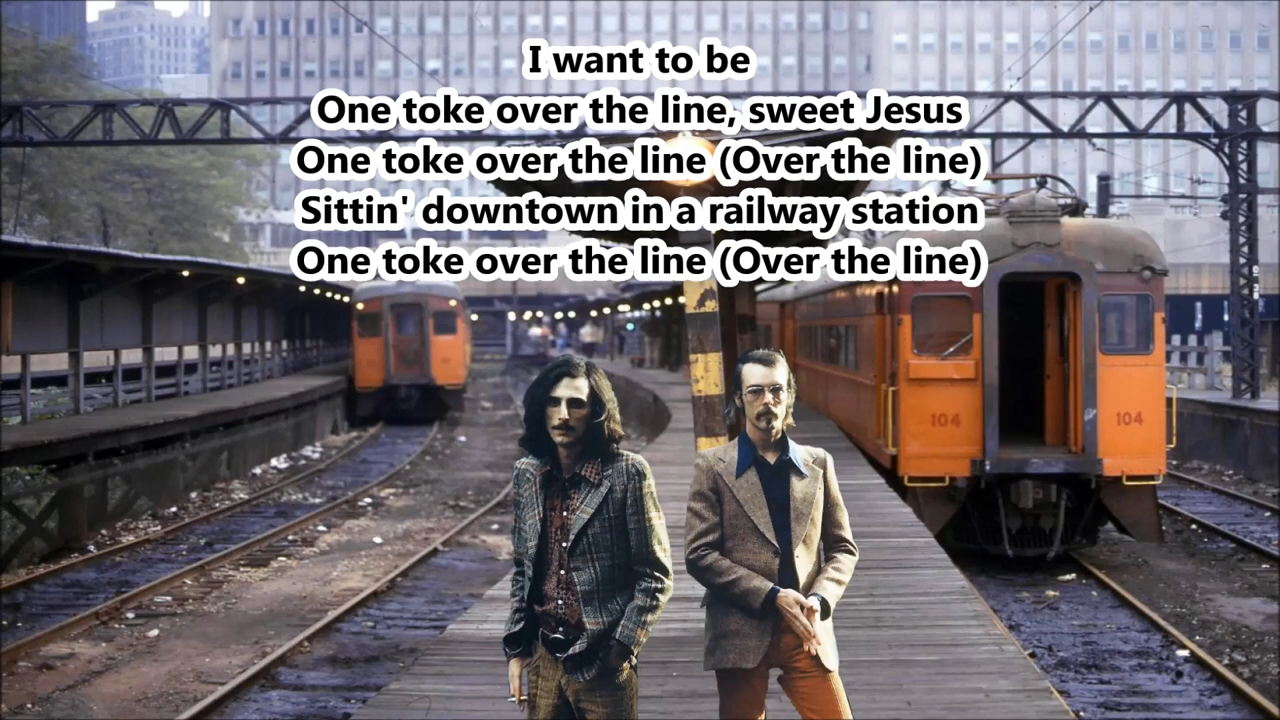 I want to be
One toke over the line, sweet Jesus
One toke over the line (Over the line)
Sittin' downtown in a railway station
One toke over the line (Over the line)
104
104